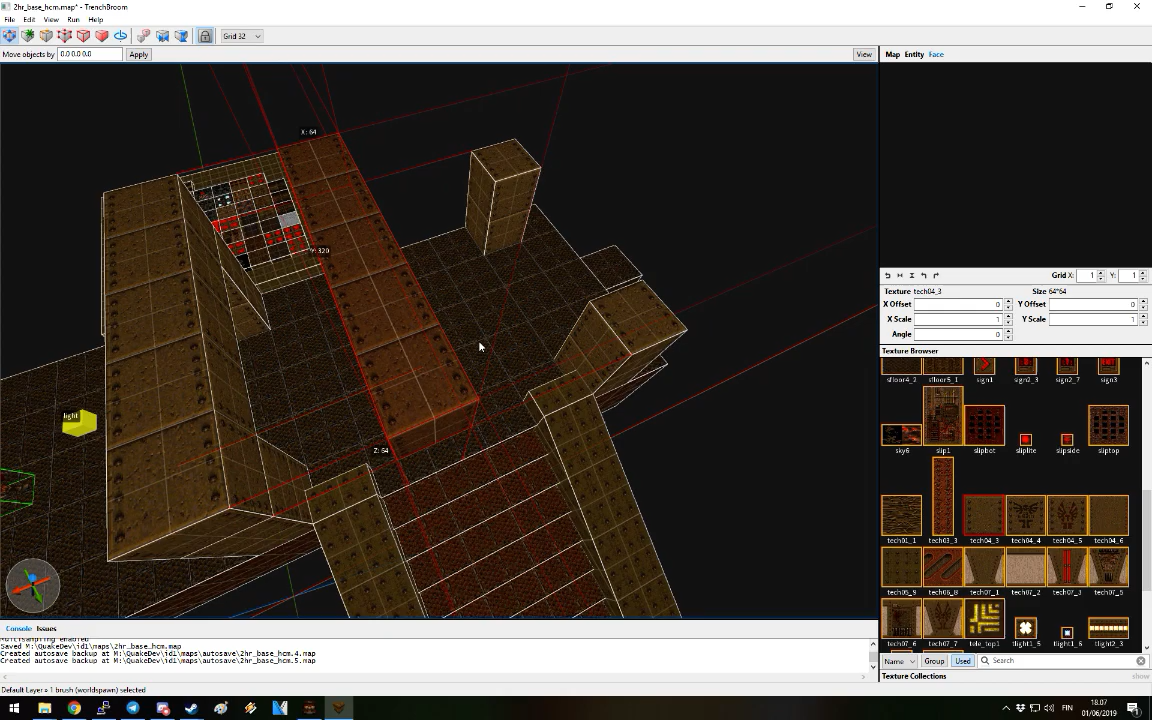 2hr_base_hcm.map* - TrenchBroom
File Edit View Run Help
Grid 32
Move objects by 0.0 0.0 0.0 Apply View
Map Entity Face
X: 64
Y: 320
Z: 64
light
Grid X: 1 Y: 1
Texture tech04_3 Size 64*64
X Offset 0 Y Offset 0
X Scale 1 Y Scale 1
Angle 0
Texture Browser
sfloor4_2 sfloor5_1 sign1 sign2_3 sign2_7 sign3
sky6 slip1 slipbot sliplite slipside sliptop
tech01_1 tech03_3 tech04_3 tech04_4 tech04_5 tech04_6
tech05_9 tech06_8 tech07_1 tech07_2 tech07_3 tech07_5
tech07_6 tech07_7 tele_top1 tlight1_5 tlight1_6 tlight2_3
Name Group Used Search
Texture Collections show
Console Issues
Multisampling enabled
Saved M:\QuakeDev\id1\maps\2hr_base_hcm.map
Created autosave backup at M:\QuakeDev\id1\maps\autosave\2hr_base_hcm.4.map
Created autosave backup at M:\QuakeDev\id1\maps\autosave\2hr_base_hcm.5.map
Default Layer » 1 brush (worldspawn) selected
FIN
18.07
01/06/2019